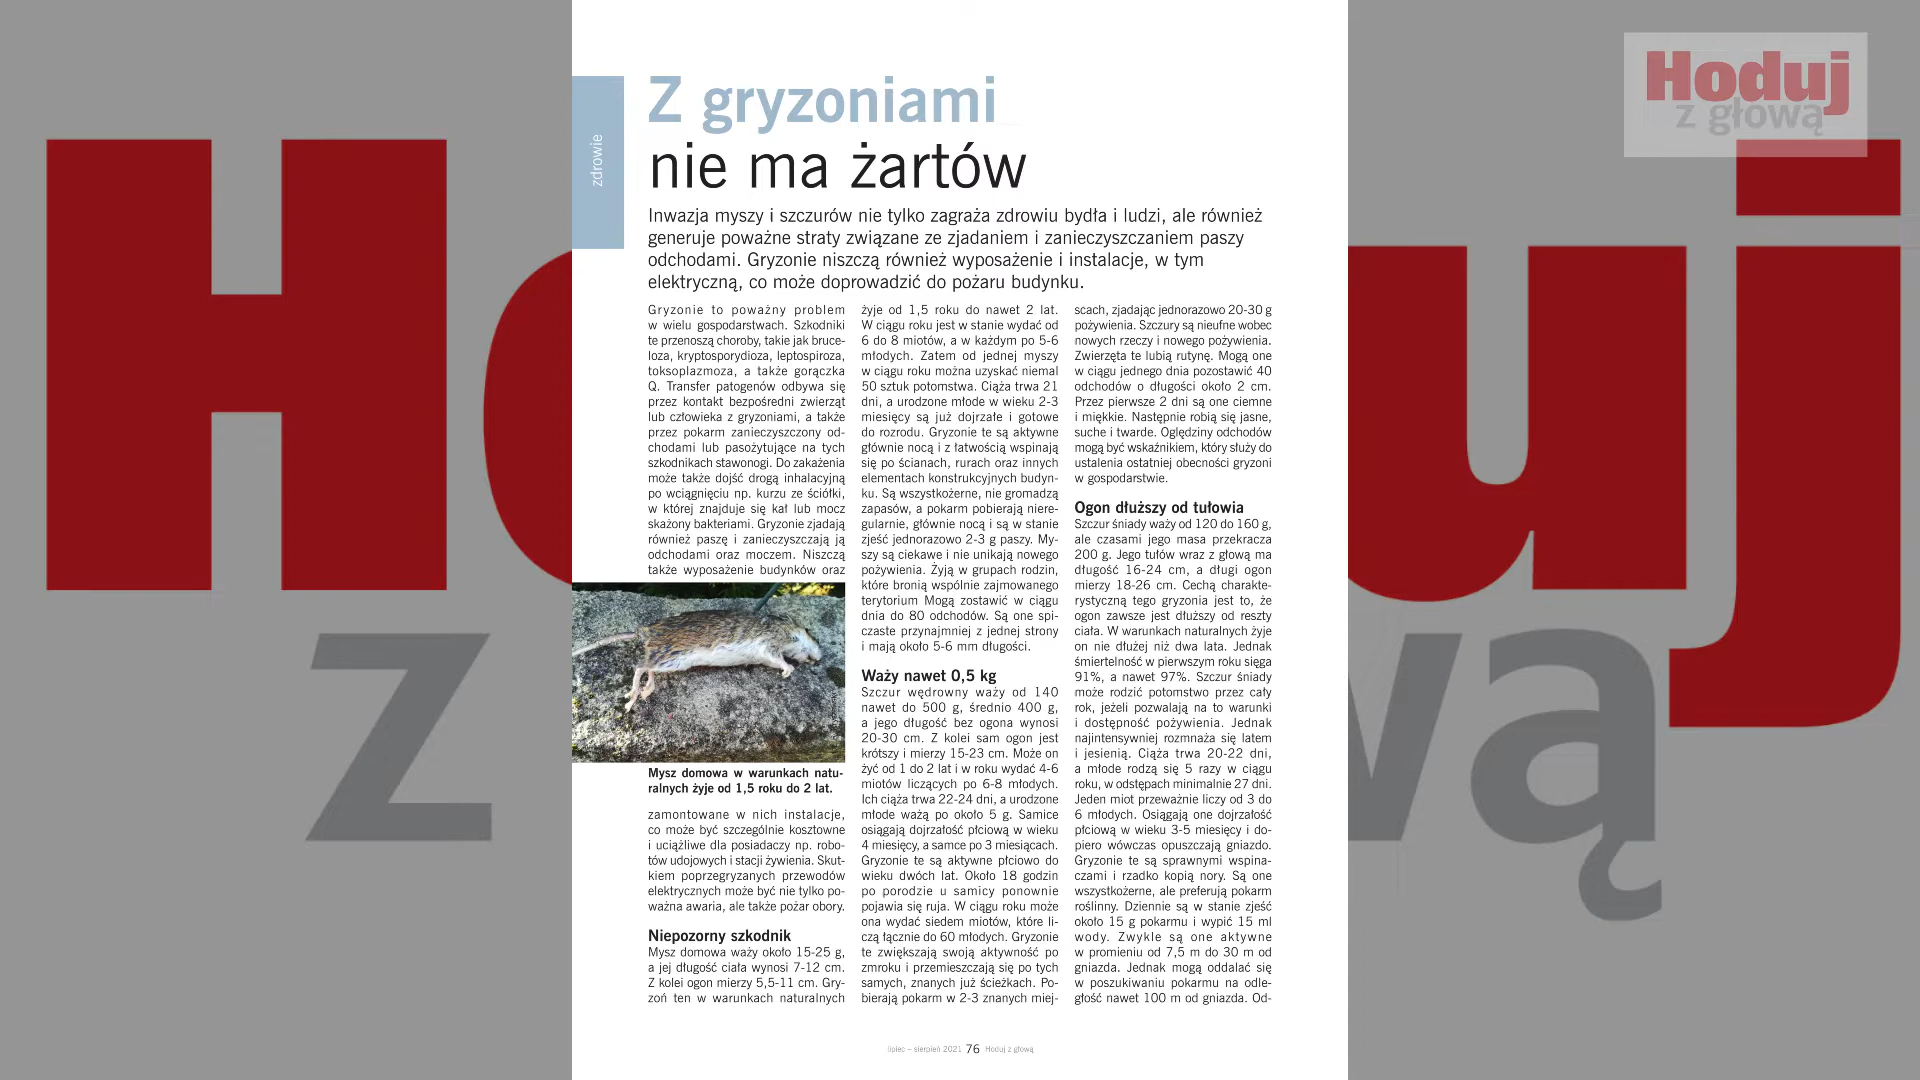 Hoduj
z głową
zdrowie
Z gryzoniami
nie ma żartów
Inwazja myszy i szczurów nie tylko zagraża zdrowiu bydła i ludzi, ale również
generuje poważne straty związane ze zjadaniem i zanieczyszczaniem paszy
odchodami. Gryzonie niszczą również wyposażenie i instalacje, w tym
elektryczną, co może doprowadzić do pożaru budynku.
Gryzonie to poważny problem
w wielu gospodarstwach. Szkodniki
te przenoszą choroby, takie jak bruce-
loza, kryptosporydioza, leptospiroza,
toksoplazmoza, a także gorączka
Q. Transfer patogenów odbywa się
przez kontakt bezpośredni zwierząt
lub człowieka z gryzoniami, a także
przez pokarm zanieczyszczony od-
chodami lub pasożytujące na tych
szkodnikach stawonogi. Do zakażenia
może także dojść drogą inhalacyjną
po wciągnięciu np. kurzu ze ściółki,
w której znajduje się kał lub mocz
skażony bakteriami. Gryzonie zjadają
również paszę i zanieczyszczają ją
odchodami oraz moczem. Niszczą
także wyposażenie budynków oraz
Mysz domowa w warunkach natu-
ralnych żyje od 1,5 roku do 2 lat.
zamontowane w nich instalacje,
co może być szczególnie kosztowne
i uciążliwe dla posiadaczy np. robo-
tów udojowych i stacji żywienia. Skut-
kiem poprzegryzanych przewodów
elektrycznych może być nie tylko po-
ważna awaria, ale także pożar obory.
Niepozorny szkodnik
Mysz domowa waży około 15-25 g,
a jej długość ciała wynosi 7-12 cm.
Z kolei ogon mierzy 5,5-11 cm. Gry-
zoń ten w warunkach naturalnych
żyje od 1,5 roku do nawet 2 lat.
W ciągu roku jest w stanie wydać od
6 do 8 miotów, a w każdym po 5-6
młodych. Zatem od jednej myszy
w ciągu roku można uzyskać niemal
50 sztuk potomstwa. Ciąża trwa 21
dni, a urodzone młode w wieku 2-3
miesięcy są już dojrzałe i gotowe
do rozrodu. Gryzonie te są aktywne
głównie nocą i z łatwością wspinają
się po ścianach, rurach oraz innych
elementach konstrukcyjnych budyn-
ku. Są wszystkożerne, nie gromadzą
zapasów, a pokarm pobierają niere-
gularnie, głównie nocą i są w stanie
zjeść jednorazowo 2-3 g paszy. My-
szy są ciekawe i nie unikają nowego
pożywienia. Żyją w grupach rodzin,
które bronią wspólnie zajmowanego
terytorium Mogą zostawić w ciągu
dnia do 80 odchodów. Są one spi-
czaste przynajmniej z jednej strony
i mają około 5-6 mm długości.
Waży nawet 0,5 kg
Szczur wędrowny waży od 140
nawet do 500 g, średnio 400 g,
a jego długość bez ogona wynosi
20-30 cm. Z kolei sam ogon jest
krótszy i mierzy 15-23 cm. Może on
żyć od 1 do 2 lat i w roku wydać 4-6
miotów liczących po 6-8 młodych.
Ich ciąża trwa 22-24 dni, a urodzone
młode ważą po około 5 g. Samice
osiągają dojrzałość płciową w wieku
4 miesięcy, a samce po 3 miesiącach.
Gryzonie te są aktywne płciowo do
wieku dwóch lat. Około 18 godzin
po porodzie u samicy ponownie
pojawia się ruja. W ciągu roku może
ona wydać siedem miotów, które li-
czą łącznie do 60 młodych. Gryzonie
te zwiększają swoją aktywność po
zmroku i przemieszczają się po tych
samych, znanych już ścieżkach. Po-
bierają pokarm w 2-3 znanych miej-
scach, zjadając jednorazowo 20-30 g
pożywienia. Szczury są nieufne wobec
nowych rzeczy i nowego pożywienia.
Zwierzęta te lubią rutynę. Mogą one
w ciągu jednego dnia pozostawić 40
odchodów o długości około 2 cm.
Przez pierwsze 2 dni są one ciemne
i miękkie. Następnie robią się jasne,
suche i twarde. Oględziny odchodów
mogą być wskaźnikiem, który służy do
ustalenia ostatniej obecności gryzoni
w gospodarstwie.
Ogon dłuższy od tułowia
Szczur śniady waży od 120 do 160 g,
ale czasami jego masa przekracza
200 g. Jego tułów wraz z głową ma
długość 16-24 cm, a długi ogon
mierzy 18-26 cm. Cechą charakte-
rystyczną tego gryzonia jest to, że
ogon zawsze jest dłuższy od reszty
ciała. W warunkach naturalnych żyje
on nie dłużej niż dwa lata. Jednak
śmiertelność w pierwszym roku sięga
91%, a nawet 97%. Szczur śniady
może rodzić potomstwo przez cały
rok, jeżeli pozwalają na to warunki
i dostępność pożywienia. Jednak
najintensywniej rozmnaża się latem
i jesienią. Ciąża trwa 20-22 dni,
a młode rodzą się 5 razy w ciągu
roku, w odstępach minimalnie 27 dni.
Jeden miot przeważnie liczy od 3 do
6 młodych. Osiągają one dojrzałość
płciową w wieku 3-5 miesięcy i do-
piero wówczas opuszczają gniazdo.
Gryzonie te są sprawnymi wspina-
czami i rzadko kopią nory. Są one
wszystkożerne, ale preferują pokarm
roślinny. Dziennie są w stanie zjeść
około 15 g pokarmu i wypić 15 ml
wody. Zwykle są one aktywne
w promieniu od 7,5 m do 30 m od
gniazda. Jednak mogą oddalać się
w poszukiwaniu pokarmu na odle-
głość nawet 100 m od gniazda. Od-
lipiec – sierpień 2021 76 Hoduj z głową